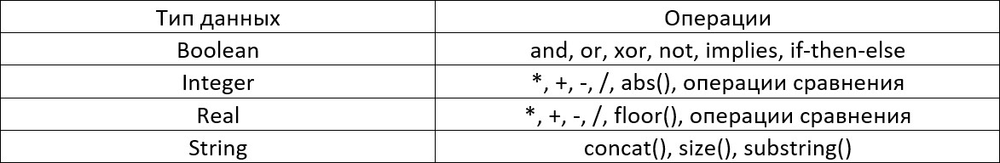 Тип данных Операции
Boolean and, or, xor, not, implies, if-then-else
Integer *, +, -, /, abs(), операции сравнения
Real *, +, -, /, floor(), операции сравнения
String concat(), size(), substring()